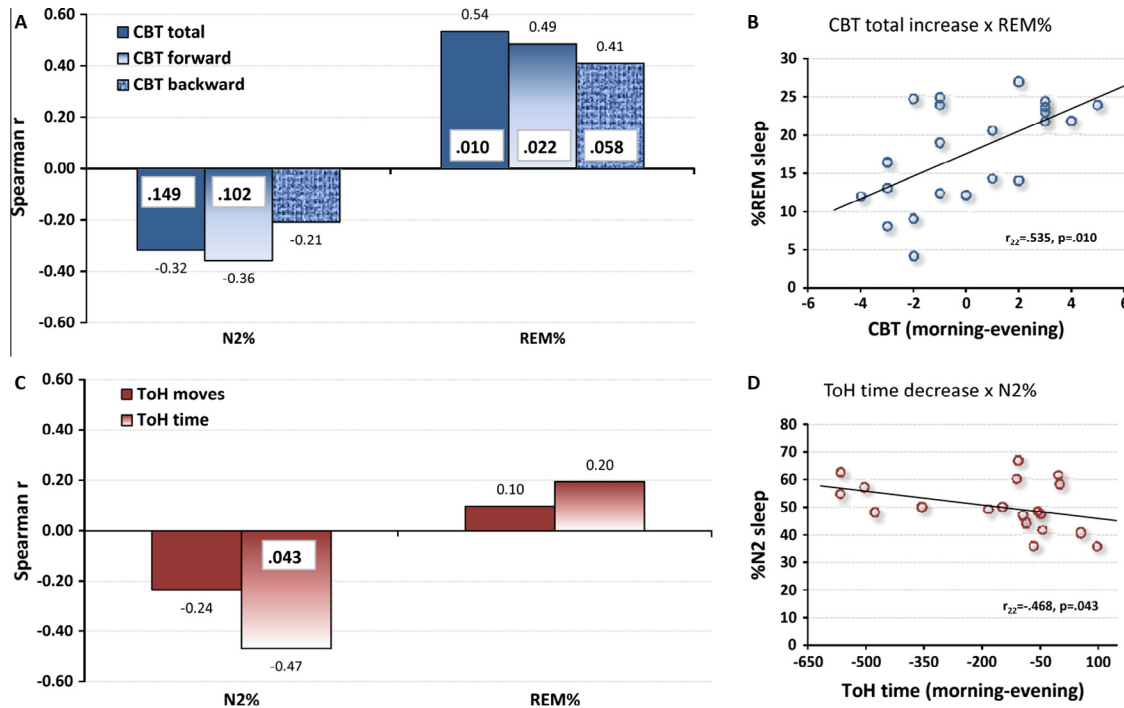 A
CBT total
CBT forward
CBT backward
Spearman r
0.60
0.40
0.20
0.00
-0.20
-0.40
-0.60
0.54
0.49
0.41
.010
.022
.058
.149
.102
-0.32
-0.36
-0.21
N2%
REM%
B
CBT total increase x REM%
%REM sleep
30
25
20
15
10
5
0
r22=.535, p=.010
-6
-4
-2
0
2
4
6
CBT (morning-evening)
C
ToH moves
ToH time
Spearman r
0.60
0.40
0.20
0.00
-0.20
-0.40
-0.60
0.10
0.20
.043
-0.24
-0.47
N2%
REM%
D
ToH time decrease x N2%
%N2 sleep
80
70
60
50
40
30
20
10
0
r22=-.468, p=.043
-650
-500
-350
-200
-50
100
ToH time (morning-evening)